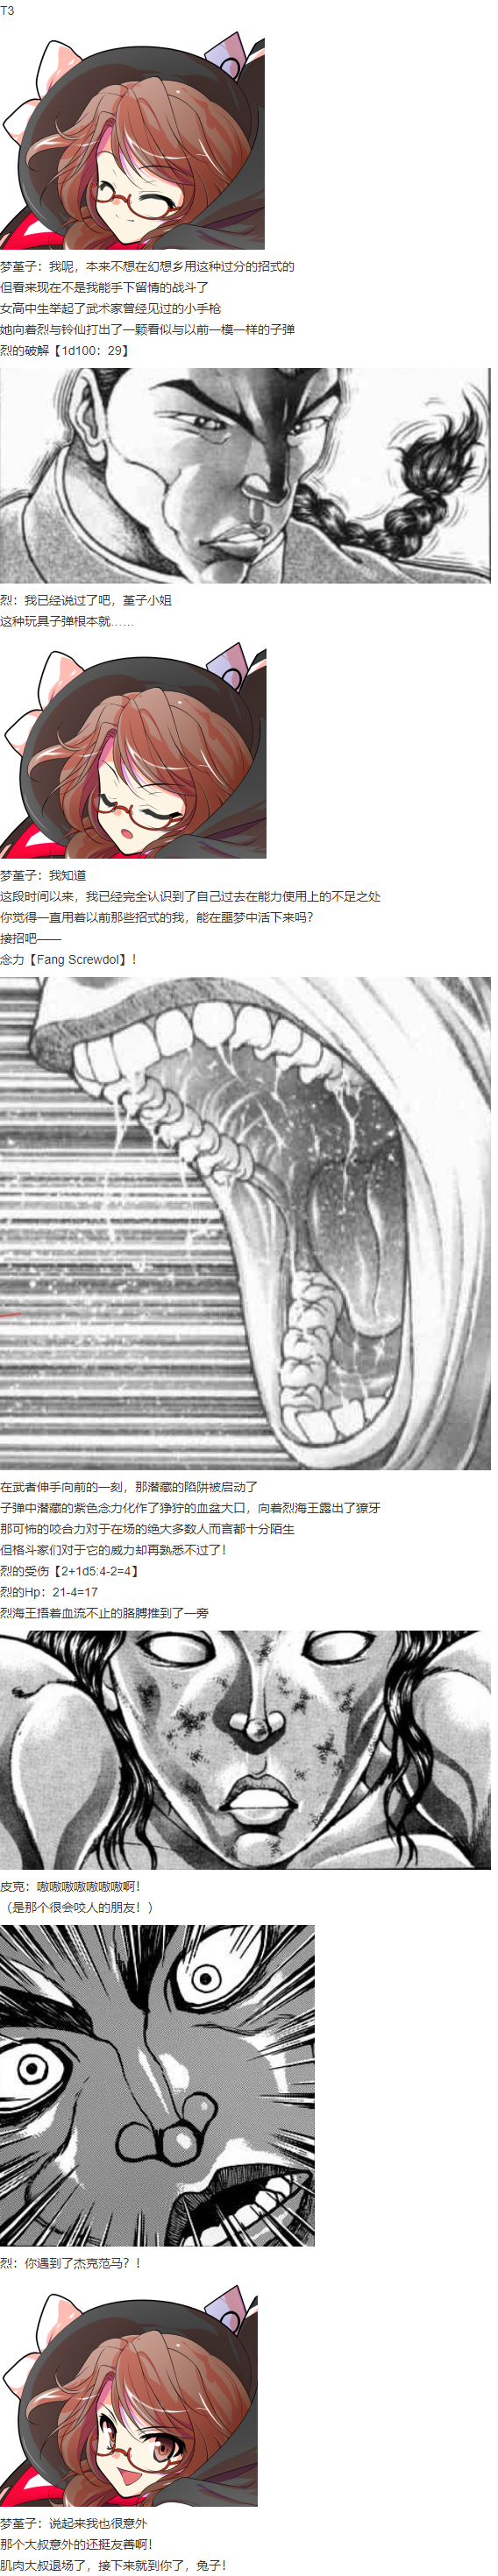 T3
梦堇子：我呢，本来不想在幻想乡用这种过分的招式的
但看来现在不是我能手下留情的战斗了
女高中生举起了武术家曾经见过的小手枪
她向着烈与铃仙打出了一颗看似与以前一模一样的子弹
烈的破解【1d100：29】
烈：我已经说过了吧，堇子小姐
这种玩具子弹根本就……
梦堇子：我知道
这段时间以来，我已经完全认识到了自己过去在能力使用上的不足之处
你觉得一直用着以前那些招式的我，能在噩梦中活下来吗?
接招吧——
念力【Fang Screwdol】!
在武者伸手向前的一刻，那潜藏的陷阱被启动了
子弹中潜藏的紫色念力化作了狰狞的血盆大口，向着烈海王露出了獠牙
那可怖的咬合力对于在场的绝大多数人而言都十分陌生
但格斗家们对于它的威力却再熟悉不过了!
烈的受伤【2+1d5:4-2=4】
烈的Hp：21-4=17
烈海王捂着血流不止的胳膊推到了一旁
皮克：嗷嗷嗷嗷嗷嗷嗷啊!
（是那个很会咬人的朋友!）
烈：你遇到了杰克范马? !
梦堇子：说起来我也很意外
那个大叔意外的还挺友善啊!
肌肉大叔退场了，接下来就到你了，兔子!